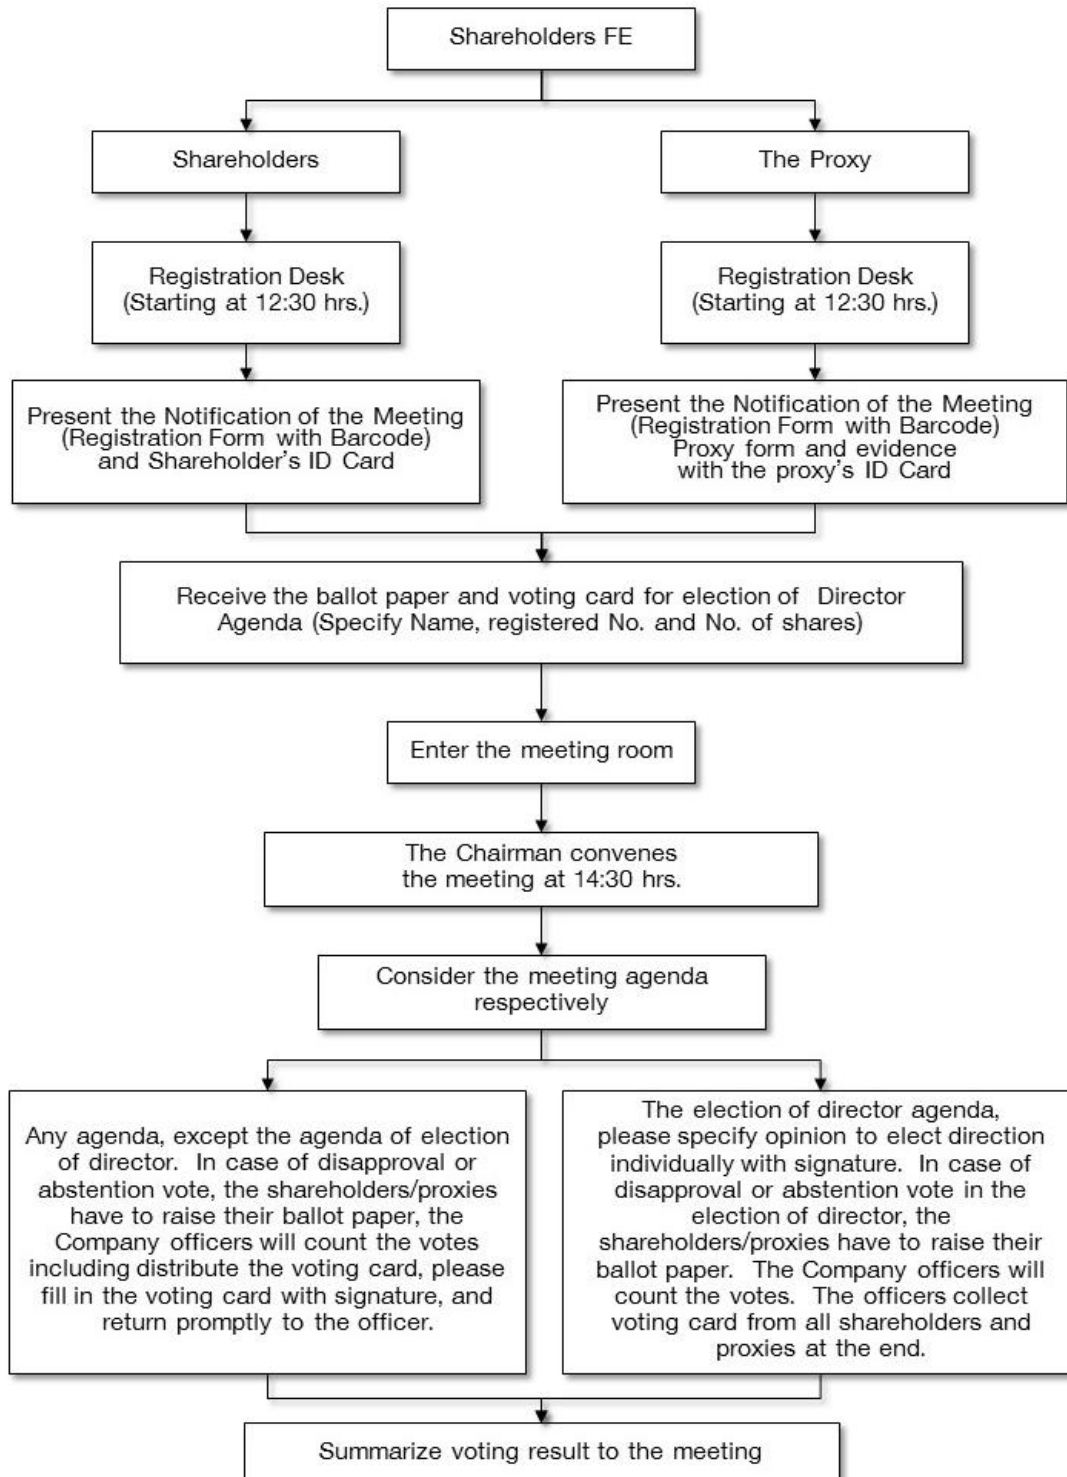 Shareholders FE
Shareholders
The Proxy
Registration Desk
(Starting at 12:30 hrs.)
Registration Desk
(Starting at 12:30 hrs.)
Present the Notification of the Meeting
(Registration Form with Barcode)
and Shareholder's ID Card
Present the Notification of the Meeting
(Registration Form with Barcode)
Proxy form and evidence
with the proxy's ID Card
Receive the ballot paper and voting card for election of Director
Agenda (Specify Name, registered No. and No. of shares)
Enter the meeting room
The Chairman convenes
the meeting at 14:30 hrs.
Consider the meeting agenda
respectively
Any agenda, except the agenda of election
of director. In case of disapproval or
abstention vote, the shareholders/proxies
have to raise their ballot paper, the
Company officers will count the votes
including distribute the voting card, please
fill in the voting card with signature, and
return promptly to the officer.
The election of director agenda,
please specify opinion to elect direction
individually with signature. In case of
disapproval or abstention vote in the
election of director, the
shareholders/proxies have to raise their
ballot paper. The Company officers will
count the votes. The officers collect
voting card from all shareholders and
proxies at the end.
Summarize voting result to the meeting